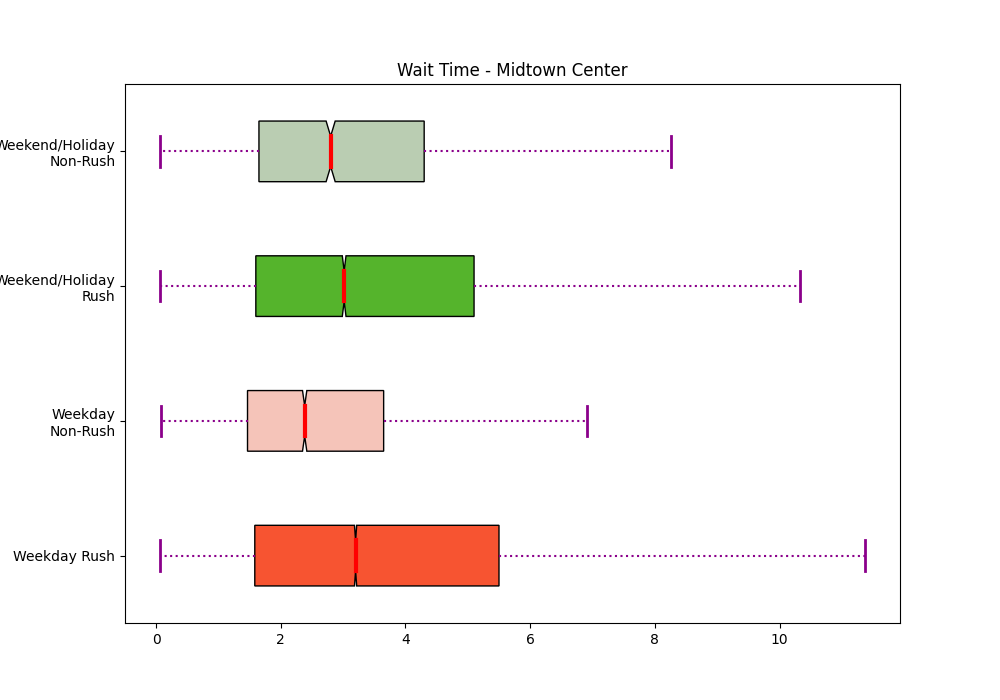 Wait Time - Midtown Center
Weekend/Holiday
Non-Rush
Weekend/Holiday
Rush
Weekday
Non-Rush
Weekday Rush
0 2 4 6 8 10